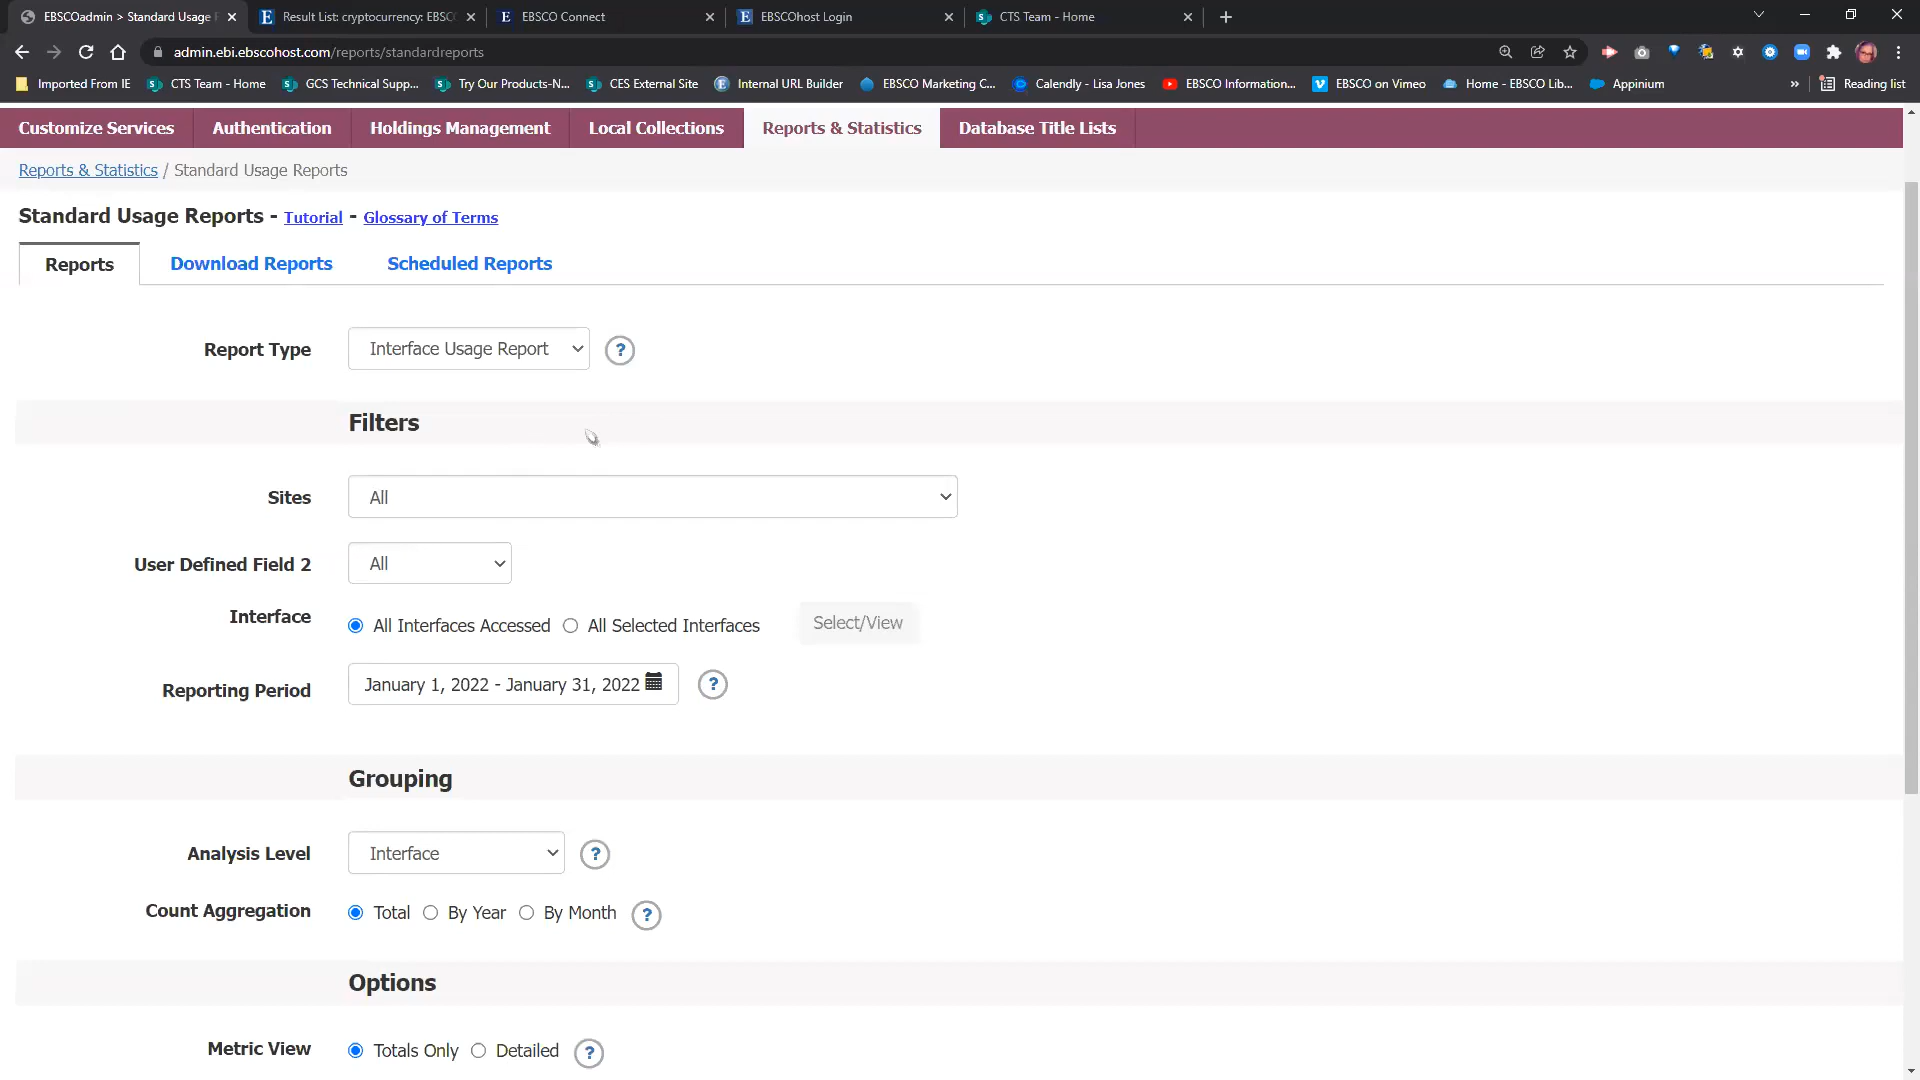 EBSCOadmin > Standard Usage R
Result List: cryptocurrency: EBSC
EBSCO Connect
EBSCOhost Login
CTS Team - Home
admin.ebi.ebscohost.com/reports/standardreports
Imported From IE
CTS Team - Home
GCS Technical Supp...
Try Our Products-N...
CES External Site
Internal URL Builder
EBSCO Marketing C...
Calendly - Lisa Jones
EBSCO Information...
EBSCO on Vimeo
Home - EBSCO Lib...
Appinium
Reading list
Customize Services
Authentication
Holdings Management
Local Collections
Reports & Statistics
Database Title Lists
Reports & Statistics / Standard Usage Reports
Standard Usage Reports - Tutorial - Glossary of Terms
Reports
Download Reports
Scheduled Reports
Report Type
Interface Usage Report
?
Filters
Sites
All
User Defined Field 2
All
Interface
All Interfaces Accessed
All Selected Interfaces
Select/View
Reporting Period
January 1, 2022 - January 31, 2022
?
Grouping
Analysis Level
Interface
?
Count Aggregation
Total
By Year
By Month
?
Options
Metric View
Totals Only
Detailed
?